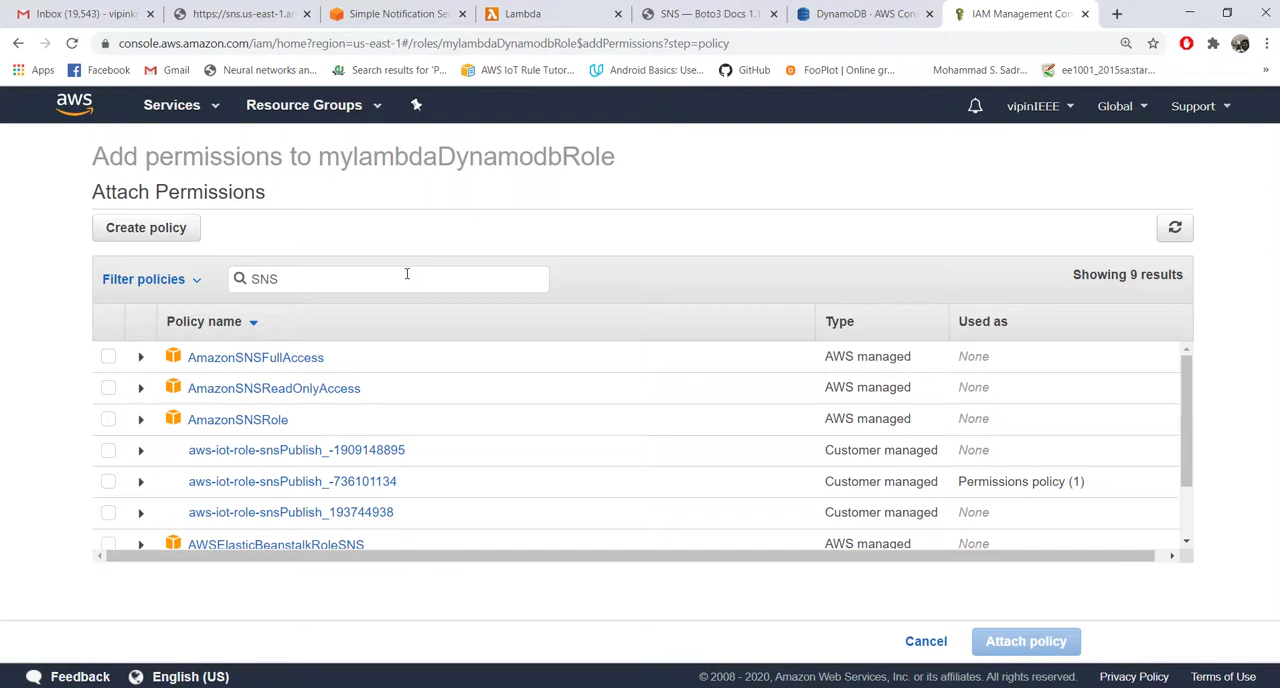 Inbox (19,543) - vipinkr
https://sns.us-east-1.ar
Simple Notification Se
Lambda
SNS — Boto3 Docs 1.1
DynamoDB · AWS Con
IAM Management Con
console.aws.amazon.com/iam/home?region=us-east-1#/roles/mylambdaDynamodbRole$addPermissions?step=policy
Apps
Facebook
Gmail
Neural networks an...
Search results for 'P...
AWS IoT Rule Tutor...
Android Basics: Use...
GitHub
FooPlot | Online gr...
Mohammad S. Sadr...
ee1001_2015sa:star...
»
aws
Services
Resource Groups
vipinIEEE
Global
Support
Add permissions to mylambdaDynamodbRole
Attach Permissions
Create policy
Filter policies
SNS
Showing 9 results
Policy name
Type
Used as
AmazonSNSFullAccess
AWS managed
None
AmazonSNSReadOnlyAccess
AWS managed
None
AmazonSNSRole
AWS managed
None
aws-iot-role-snsPublish_-1909148895
Customer managed
None
aws-iot-role-snsPublish_-736101134
Customer managed
Permissions policy (1)
aws-iot-role-snsPublish_193744938
Customer managed
None
AWSElasticBeanstalkRoleSNS
AWS managed
None
Cancel
Attach policy
Feedback
English (US)
© 2008 - 2020, Amazon Web Services, Inc. or its affiliates. All rights reserved.
Privacy Policy
Terms of Use